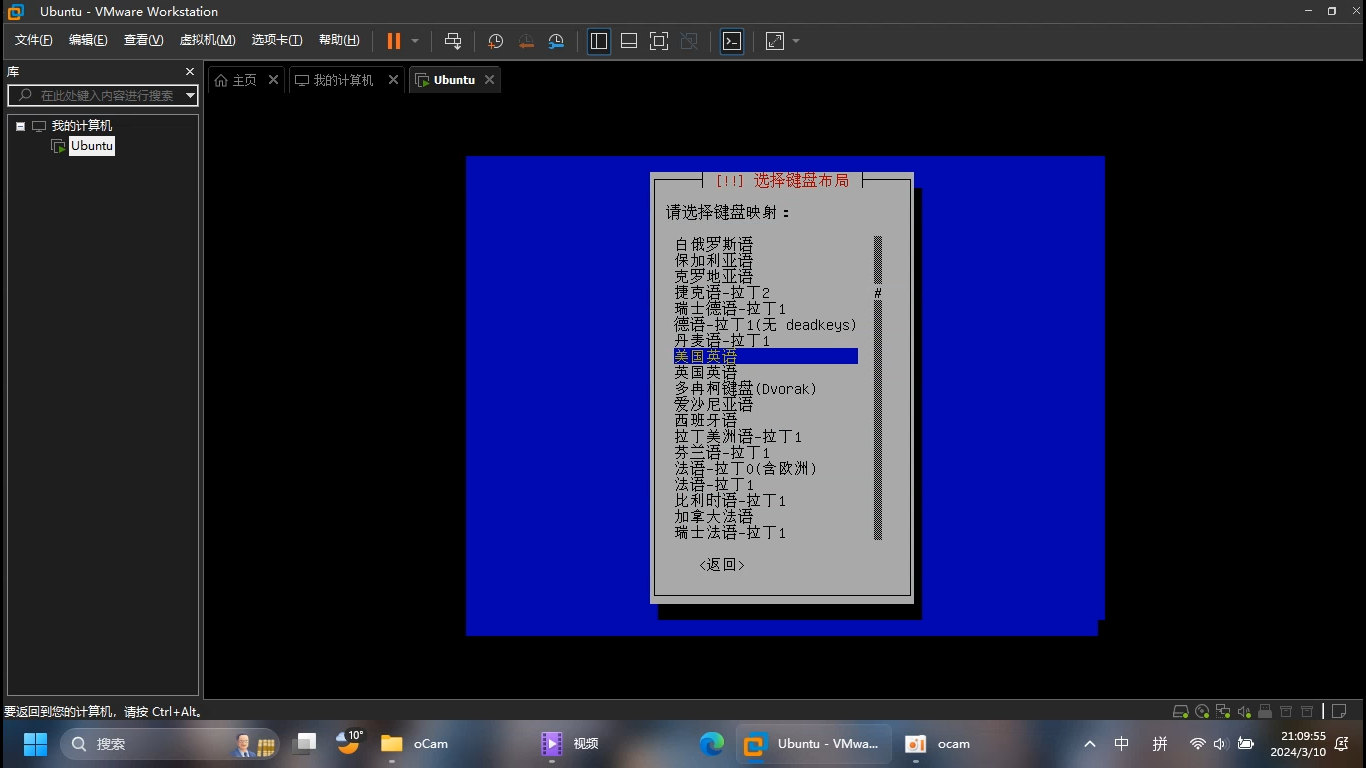 Ubuntu - VMware Workstation
文件(F) 编辑(E) 查看(V) 虚拟机(M) 选项卡(T) 帮助(H)
库
在此处键入内容进行搜索
我的计算机
Ubuntu
主页 我的计算机 Ubuntu
[!!] 选择键盘布局
请选择键盘映射：
白俄罗斯语
保加利亚语
克罗地亚语
捷克语-拉丁2
瑞士德语-拉丁1
德语-拉丁1(无 deadkeys)
丹麦语-拉丁1
美国英语
英国英语
多冉柯键盘(Dvorak)
爱沙尼亚语
西班牙语
拉丁美洲语-拉丁1
芬兰语-拉丁1
法语-拉丁0(含欧洲)
法语-拉丁1
比利时语-拉丁1
加拿大法语
瑞士法语-拉丁1
#
<返回>
要返回到您的计算机，请按 Ctrl+Alt。
搜索
10°
oCam
视频
Ubuntu - VMwa...
ocam
中 拼
21:09:55
2024/3/10